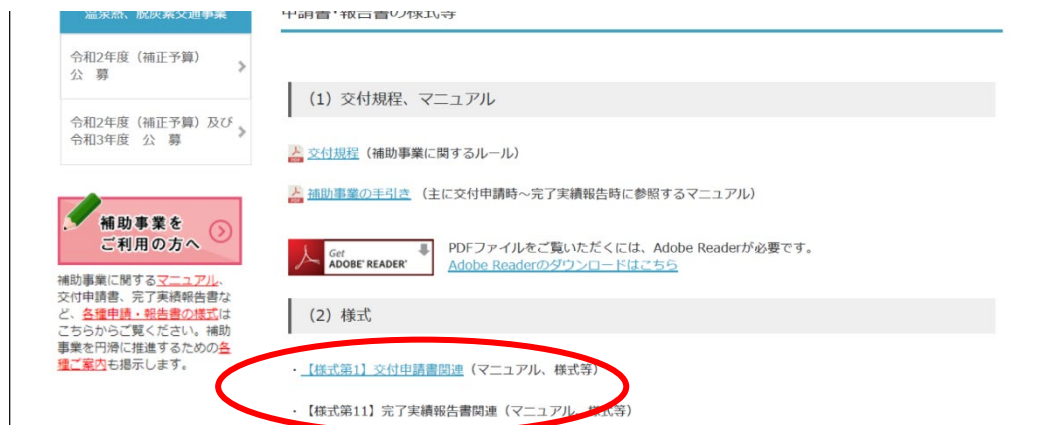 温泉熱、脱炭素交通事業
令和2年度（補正予算）
公　募
令和2年度（補正予算）及び
令和3年度　公　募
補助事業を
ご利用の方へ
補助事業に関するマニュアル、
交付申請書、完了実績報告書な
ど、各種申請・報告書の様式は
こちらからご覧ください。補助
事業を円滑に推進するための各
種ご案内も掲示します。
申請書・報告書の様式等
（1）交付規程、マニュアル
交付規程（補助事業に関するルール）
補助事業の手引き（主に交付申請時～完了実績報告時に参照するマニュアル）
Get
ADOBE® READER®
PDFファイルをご覧いただくには、Adobe Readerが必要です。
Adobe Readerのダウンロードはこちら
（2）様式
・【様式第1】交付申請書関連（マニュアル、様式等）
・【様式第11】完了実績報告書関連（マニュアル、様式等）